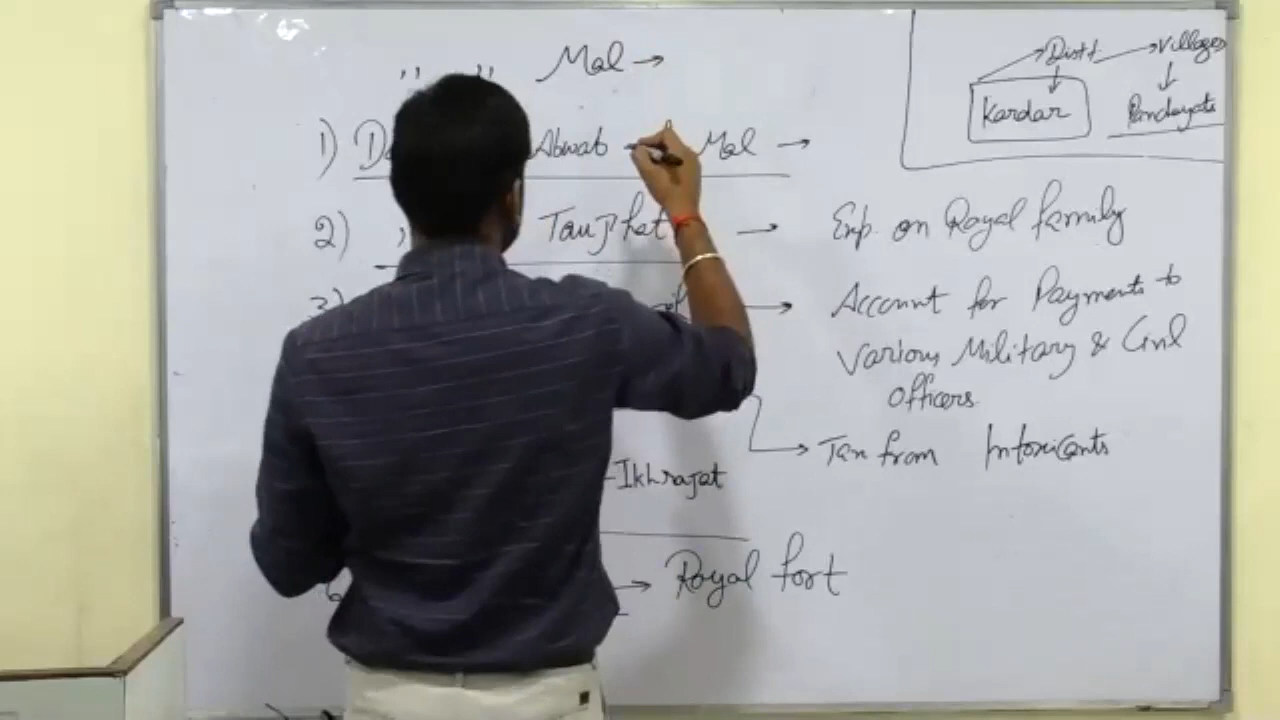 " " Mal →
Distt → Villages
Kardar Panchayats
1) Abwab - Mal →
2) " Taujihat → Exp. on Royal family
3) → Account for Payments to
Various Military & Civil
Officers
→ Tax from Intoxicants
-Ikhrajat
→ Royal fort